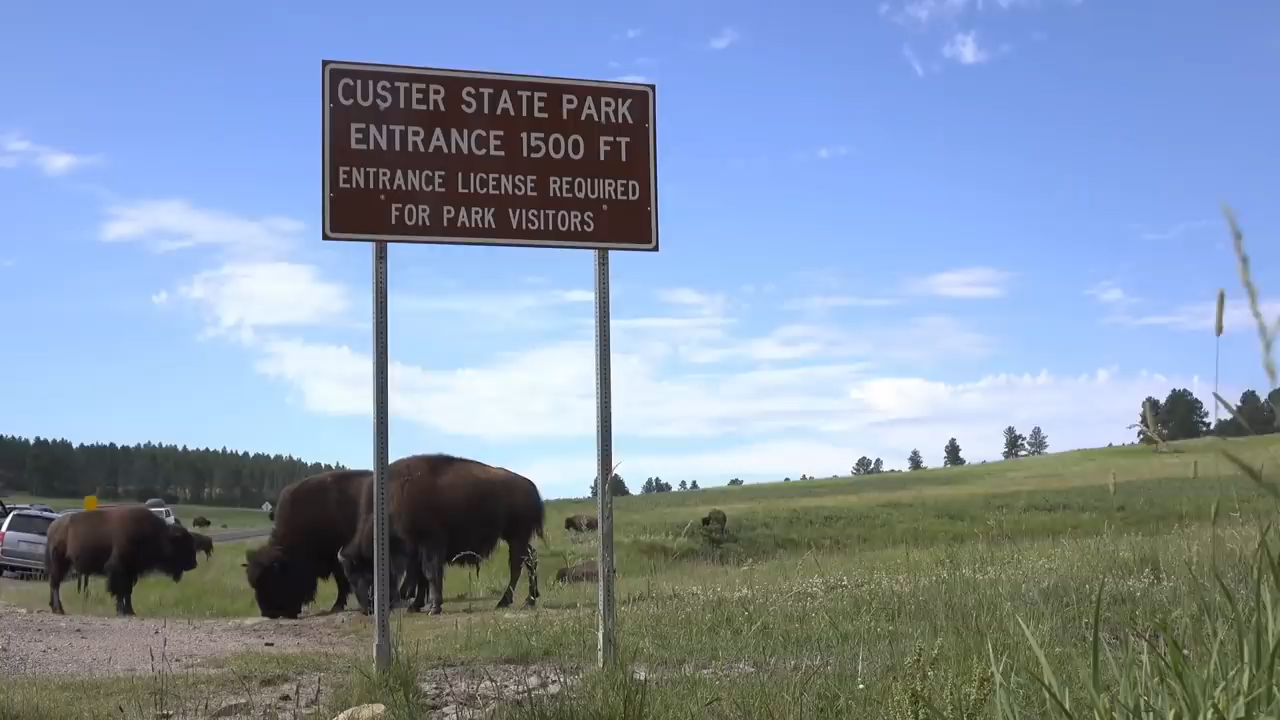 CUSTER STATE PARK
ENTRANCE 1500 FT
ENTRANCE LICENSE REQUIRED
FOR PARK VISITORS